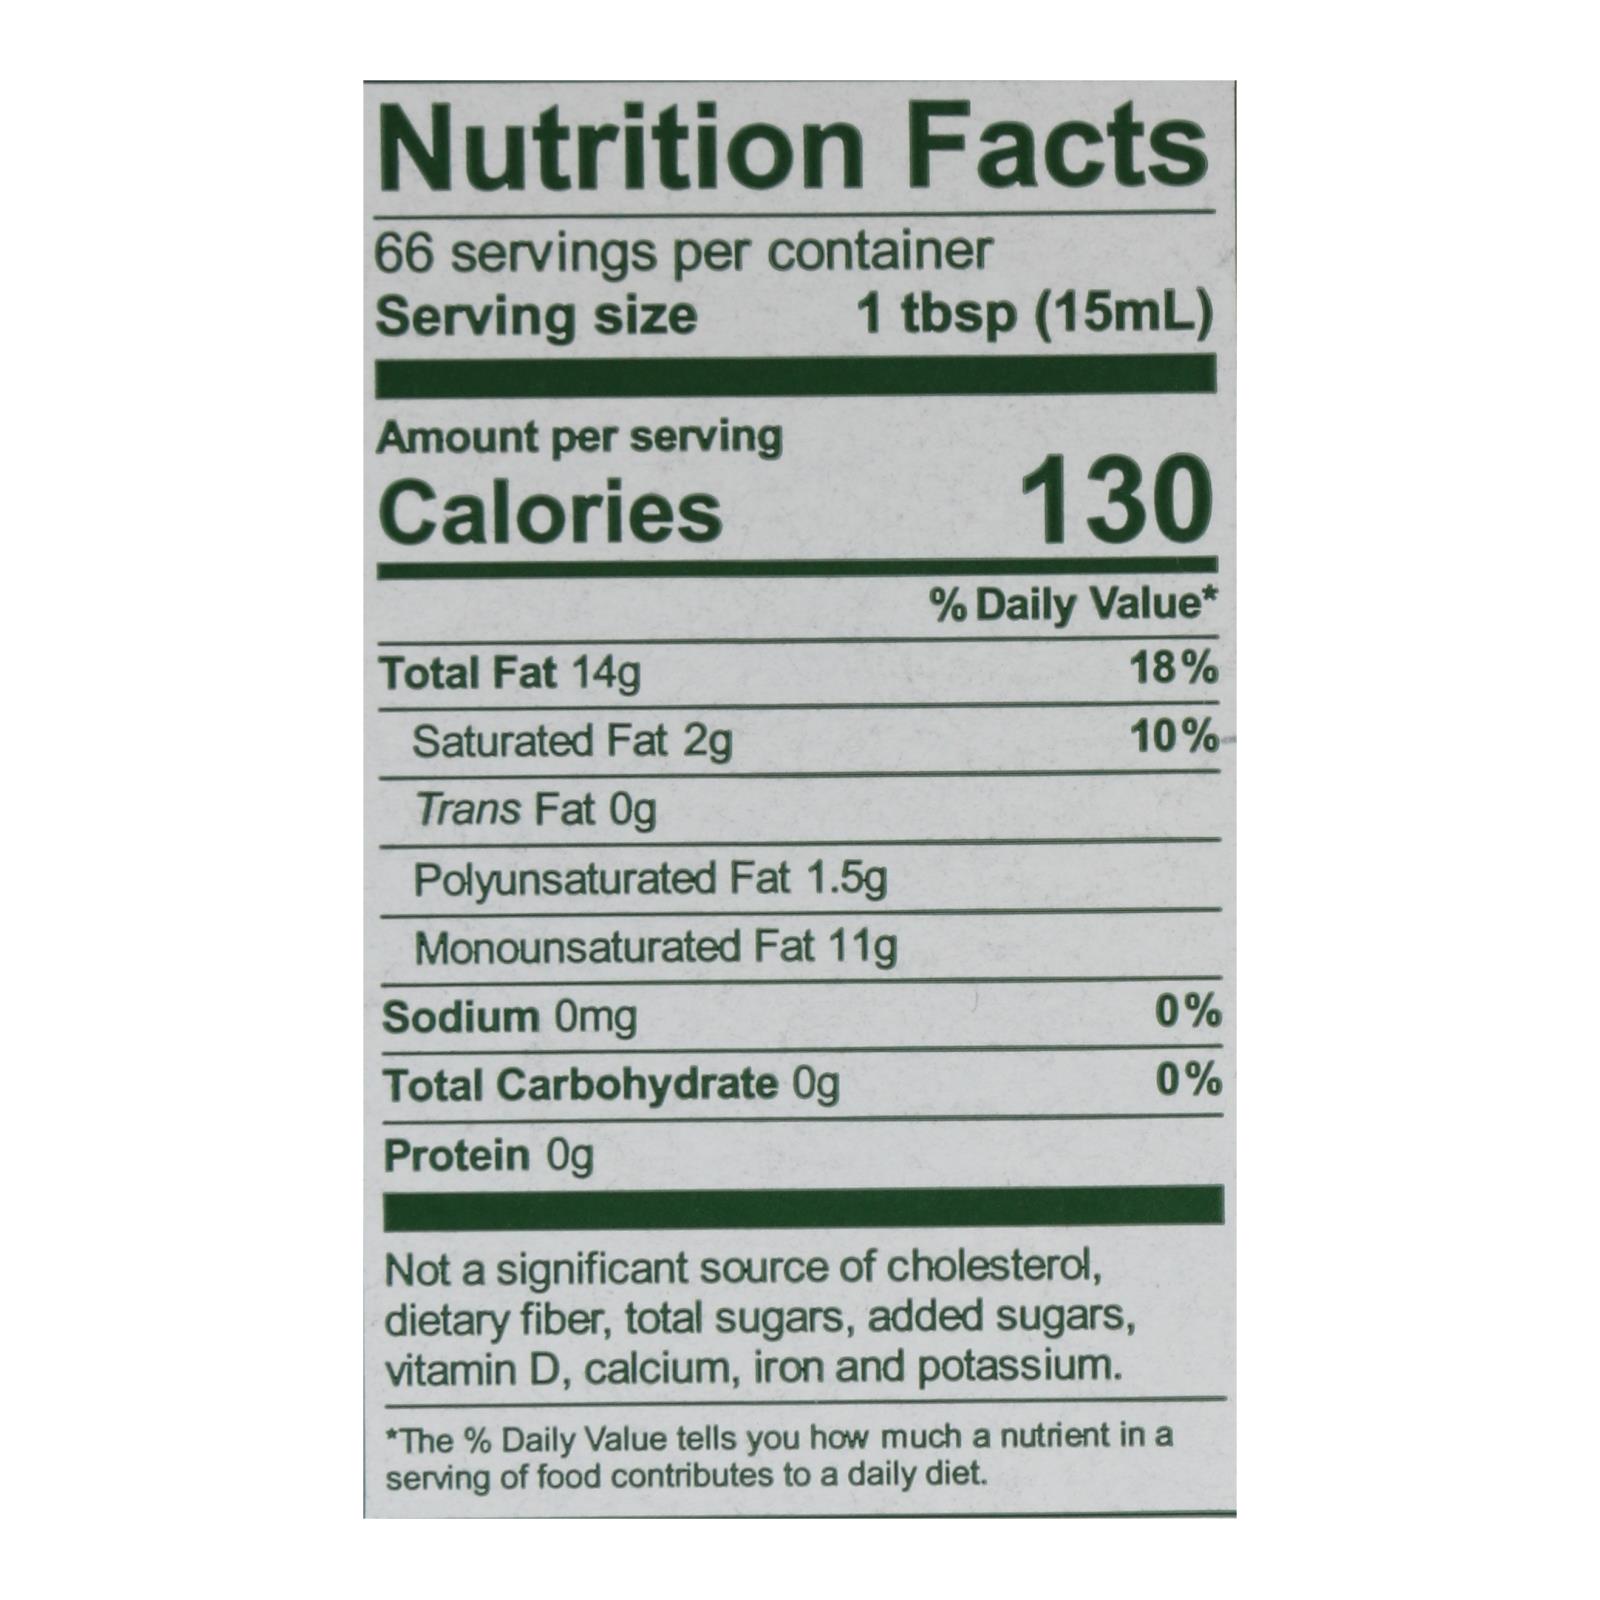 Nutrition Facts
66 servings per container
Serving size 1 tbsp (15mL)
Amount per serving
Calories 130
% Daily Value*
Total Fat 14g 18%
Saturated Fat 2g 10%
Trans Fat 0g
Polyunsaturated Fat 1.5g
Monounsaturated Fat 11g
Sodium 0mg 0%
Total Carbohydrate 0g 0%
Protein 0g
Not a significant source of cholesterol,
dietary fiber, total sugars, added sugars,
vitamin D, calcium, iron and potassium.
*The % Daily Value tells you how much a nutrient in a
serving of food contributes to a daily diet.